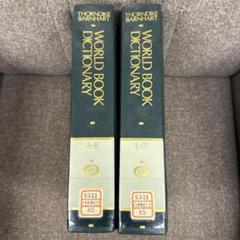 THORNDIKE
BARNHART
WORLD BOOK
DICTIONARY
A-K
THORNDIKE
BARNHART
WORLD BOOK
DICTIONARY
L-Z